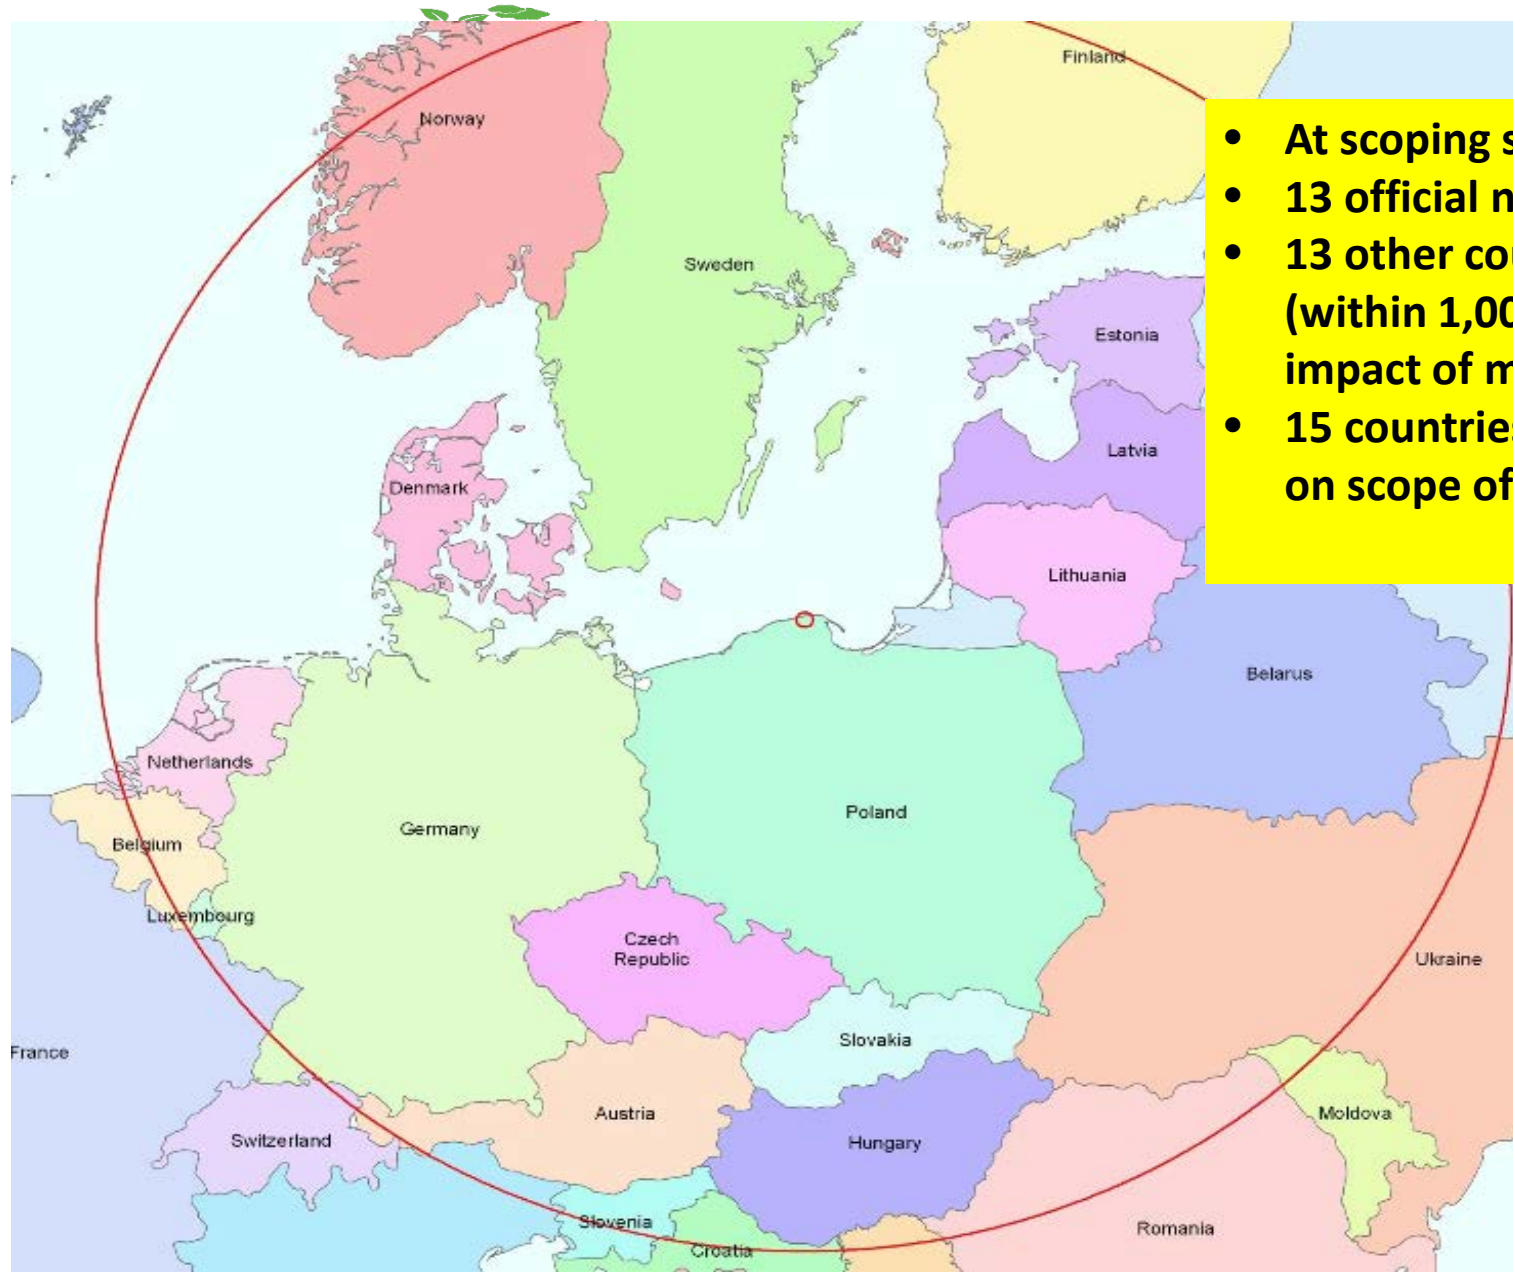 Finland
Norway
• At scoping s
• 13 official n
• 13 other cou
(within 1,00
impact of m
• 15 countries
on scope of
Sweden
Estonia
Latvia
Denmark
Lithuania
Belarus
Netherlands
Poland
Germany
Belgium
Luxembourg
Czech
Republic
Ukraine
Slovakia
France
Austria
Moldova
Switzerland
Hungary
Slovenia
Romania
Croatia